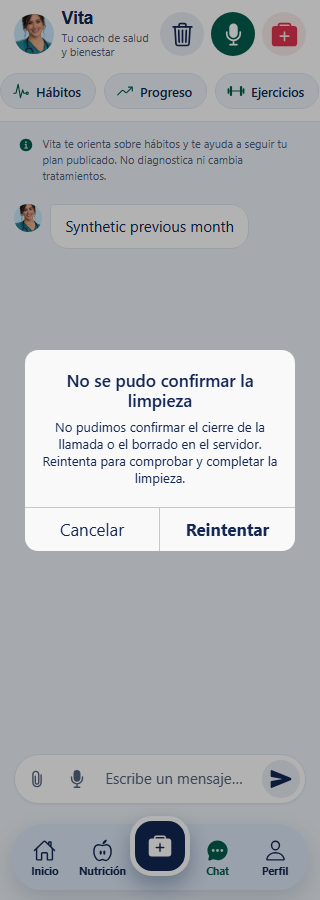 Vita
Tu coach de salud
y bienestar
Hábitos
Progreso
Ejercicios
Vita te orienta sobre hábitos y te ayuda a seguir tu
plan publicado. No diagnostica ni cambia
tratamientos.
Synthetic previous month
No se pudo confirmar la
limpieza
No pudimos confirmar el cierre de la
llamada o el borrado en el servidor.
Reintenta para comprobar y completar la
limpieza.
Cancelar
Reintentar
Escribe un mensaje...
Inicio
Nutrición
Chat
Perfil